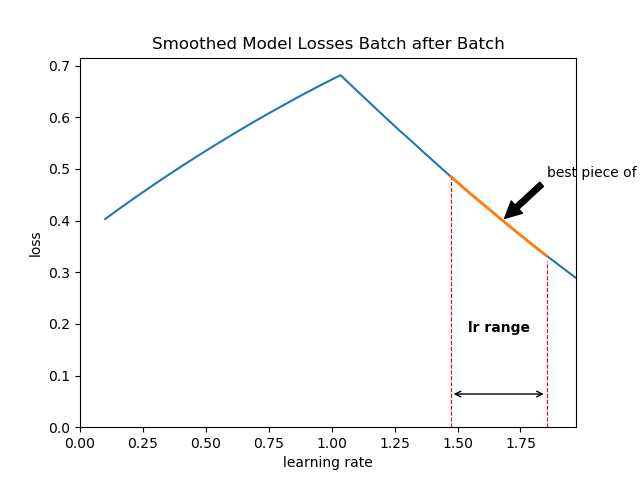 Smoothed Model Losses Batch after Batch
0.7
0.6
0.5
0.4
0.3
0.2
0.1
0.0
loss
best piece of
lr range
0.00 0.25 0.50 0.75 1.00 1.25 1.50 1.75
learning rate